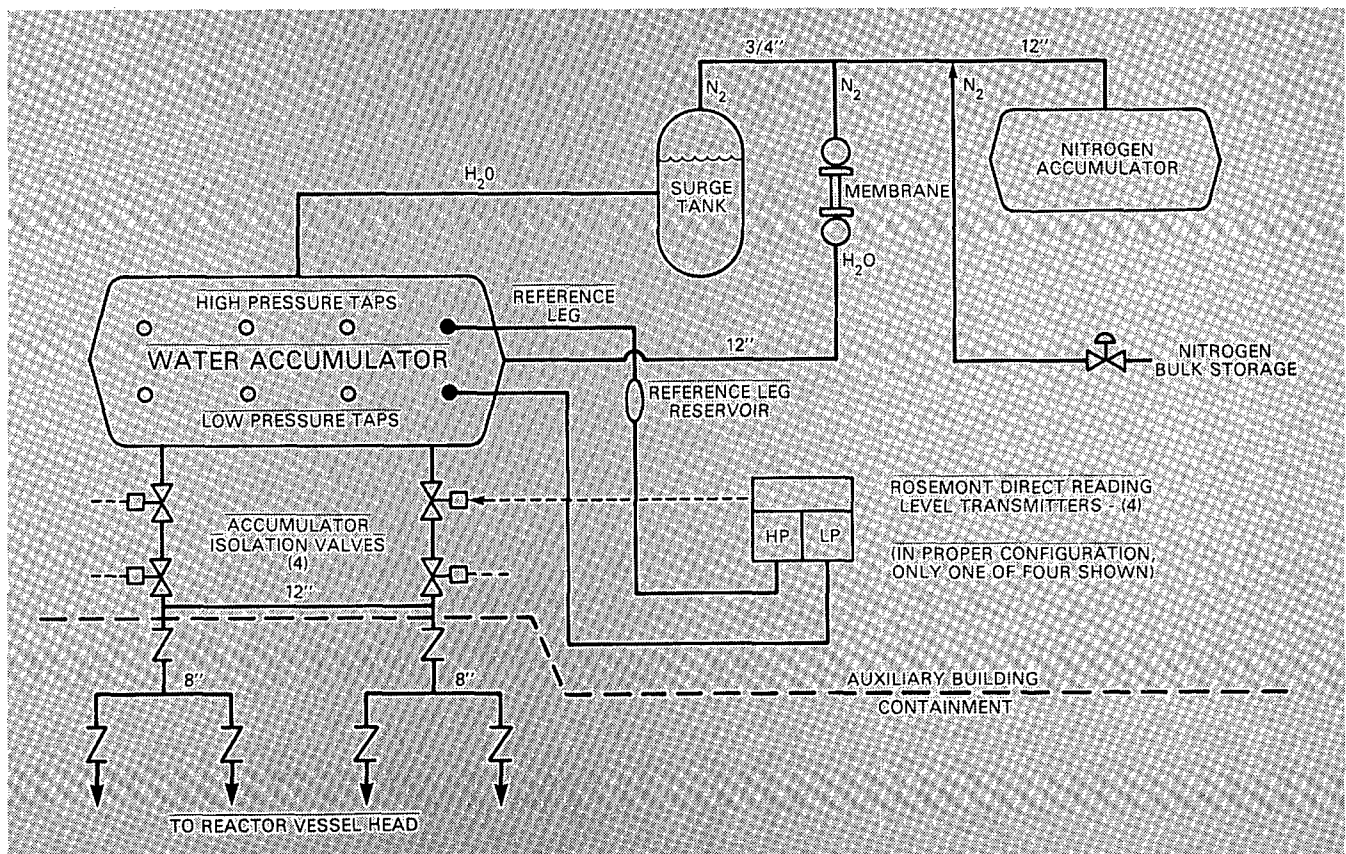 3/4"
12"
N2
N2
N2
NITROGEN
ACCUMULATOR
H2O
SURGE
TANK
MEMBRANE
H2O
HIGH PRESSURE TAPS
REFERENCE
LEG
WATER ACCUMULATOR
12"
NITROGEN
BULK STORAGE
LOW PRESSURE TAPS
REFERENCE LEG
RESERVOIR
ACCUMULATOR
ISOLATION VALVES
(4)
HP
LP
ROSEMONT DIRECT READING
LEVEL TRANSMITTERS - (4)
(IN PROPER CONFIGURATION,
ONLY ONE OF FOUR SHOWN)
12"
8"
8"
AUXILIARY BUILDING
CONTAINMENT
TO REACTOR VESSEL HEAD